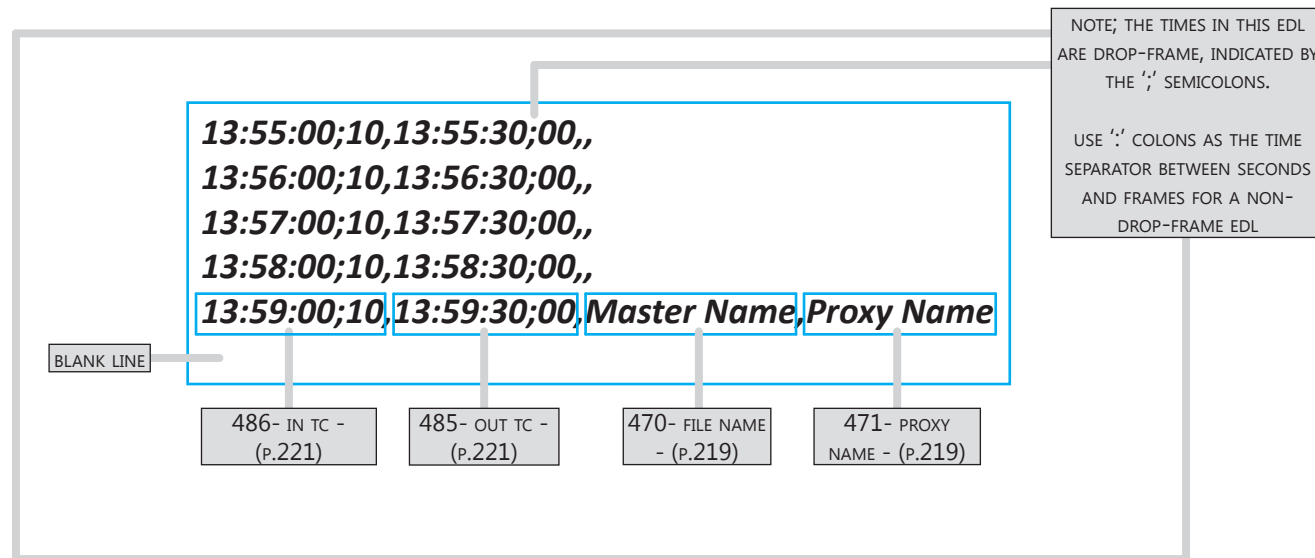 NOTE; THE TIMES IN THIS EDL
ARE DROP-FRAME, INDICATED BY
THE ';' SEMICOLONS.
USE ':' COLONS AS THE TIME
SEPARATOR BETWEEN SECONDS
AND FRAMES FOR A NON-
DROP-FRAME EDL
13:55:00;10,13:55:30;00,,
13:56:00;10,13:56:30;00,,
13:57:00;10,13:57:30;00,,
13:58:00;10,13:58:30;00,,
13:59:00;10,13:59:30;00,Master Name,Proxy Name
BLANK LINE
486- IN TC -
(P.221)
485- OUT TC -
(P.221)
470- FILE NAME
- (P.219)
471- PROXY
NAME - (P.219)